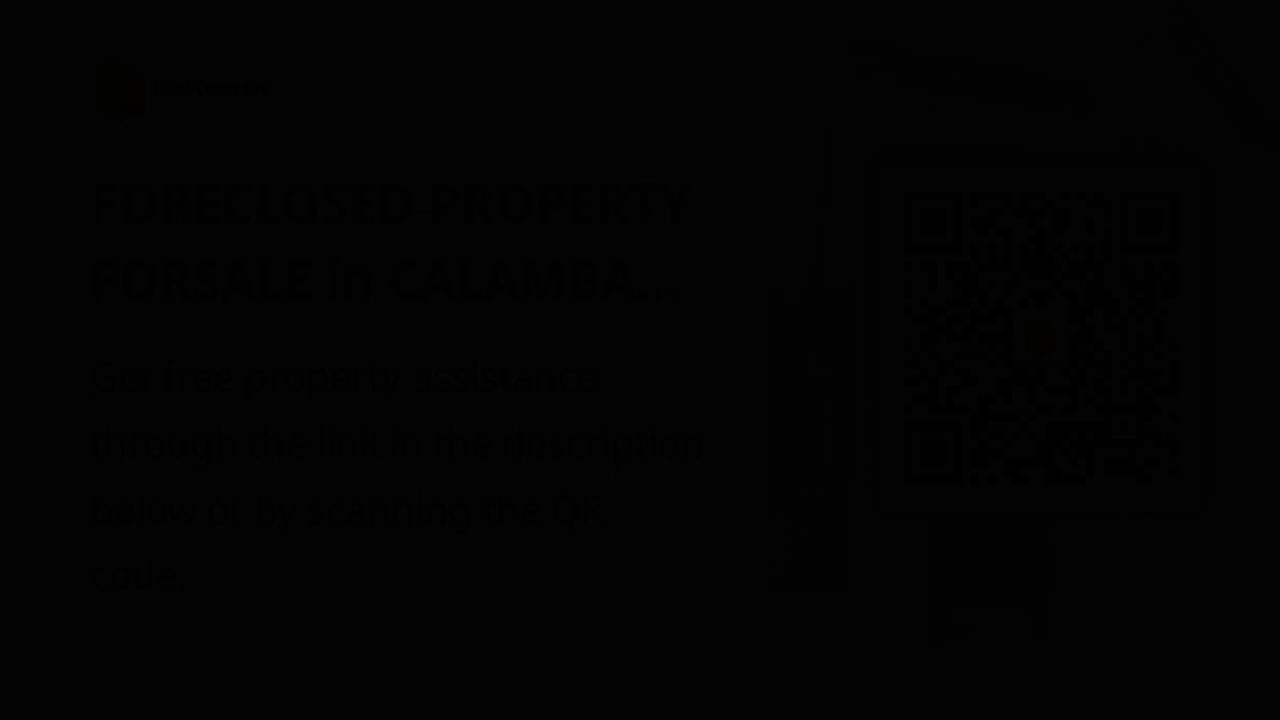 OnePropertee
FORECLOSED PROPERTY
FORSALE in CALAMBA...
Get free property assistance
through the link in the description
below or by scanning the QR
code.